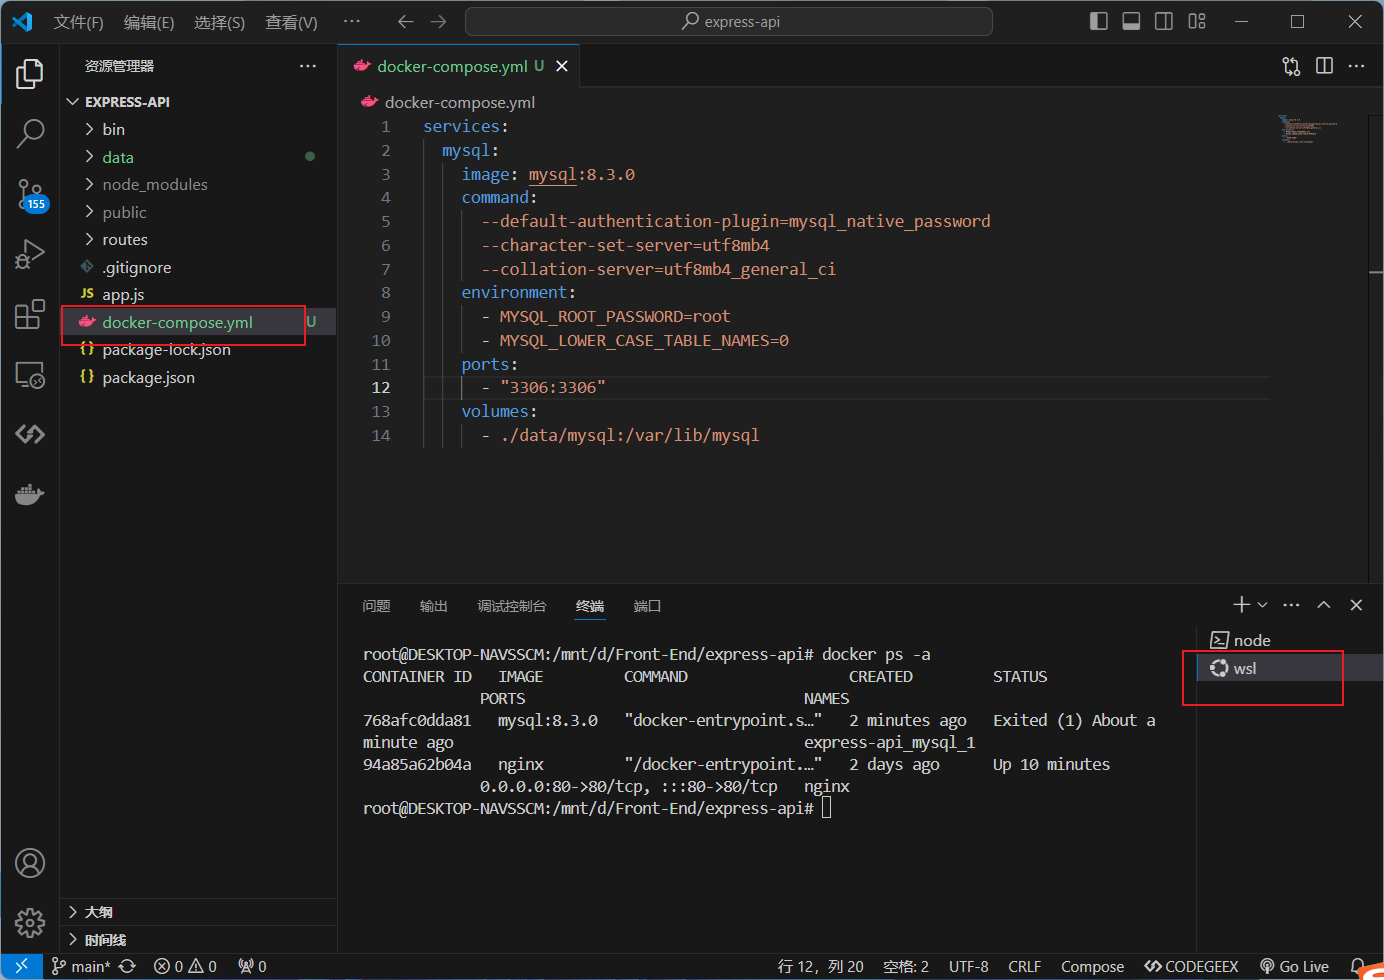 文件(F) 编辑(E) 选择(S) 查看(V) ··· express-api
资源管理器
EXPRESS-API
bin
data
node_modules
public
routes
.gitignore
JS app.js
docker-compose.yml U
{} package-lock.json
{} package.json
155
大纲
时间线
docker-compose.yml U
docker-compose.yml
1 services:
2 mysql:
3 image: mysql:8.3.0
4 command:
5 --default-authentication-plugin=mysql_native_password
6 --character-set-server=utf8mb4
7 --collation-server=utf8mb4_general_ci
8 environment:
9 - MYSQL_ROOT_PASSWORD=root
10 - MYSQL_LOWER_CASE_TABLE_NAMES=0
11 ports:
12 - "3306:3306"
13 volumes:
14 - ./data/mysql:/var/lib/mysql
问题 输出 调试控制台 终端 端口
root@DESKTOP-NAVSSCM:/mnt/d/Front-End/express-api# docker ps -a
CONTAINER ID IMAGE COMMAND CREATED STATUS
PORTS NAMES
768afc0dda81 mysql:8.3.0 "docker-entrypoint.s…" 2 minutes ago Exited (1) About a
minute ago express-api_mysql_1
94a85a62b04a nginx "/docker-entrypoint.…" 2 days ago Up 10 minutes
0.0.0.0:80->80/tcp, :::80->80/tcp nginx
root@DESKTOP-NAVSSCM:/mnt/d/Front-End/express-api#
node
wsl
main* 0 0 0 行 12，列 20 空格: 2 UTF-8 CRLF Compose CODEGEEX Go Live